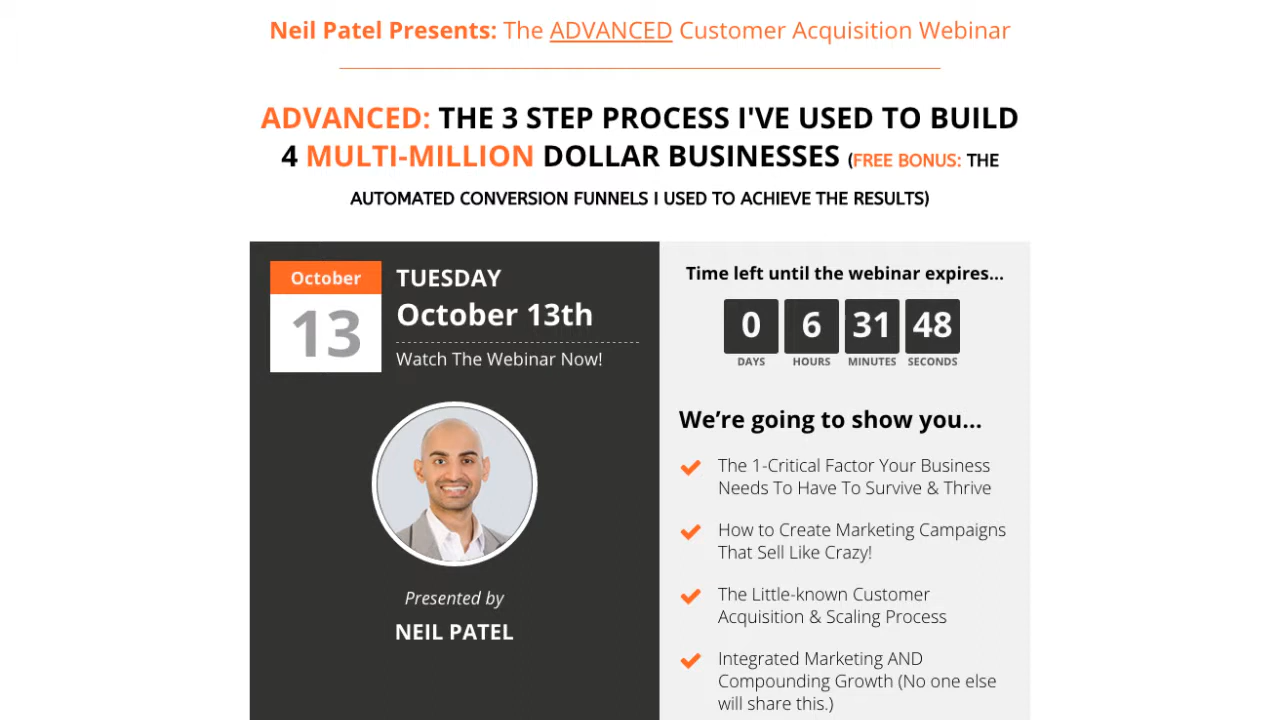 Neil Patel Presents: The ADVANCED Customer Acquisition Webinar
ADVANCED: THE 3 STEP PROCESS I'VE USED TO BUILD
4 MULTI-MILLION DOLLAR BUSINESSES (FREE BONUS: THE
AUTOMATED CONVERSION FUNNELS I USED TO ACHIEVE THE RESULTS)
October
13
TUESDAY
October 13th
Watch The Webinar Now!
Presented by
NEIL PATEL
Time left until the webinar expires...
0 6 31 48
DAYS HOURS MINUTES SECONDS
We’re going to show you...
The 1-Critical Factor Your Business
Needs To Have To Survive & Thrive
How to Create Marketing Campaigns
That Sell Like Crazy!
The Little-known Customer
Acquisition & Scaling Process
Integrated Marketing AND
Compounding Growth (No one else
will share this.)